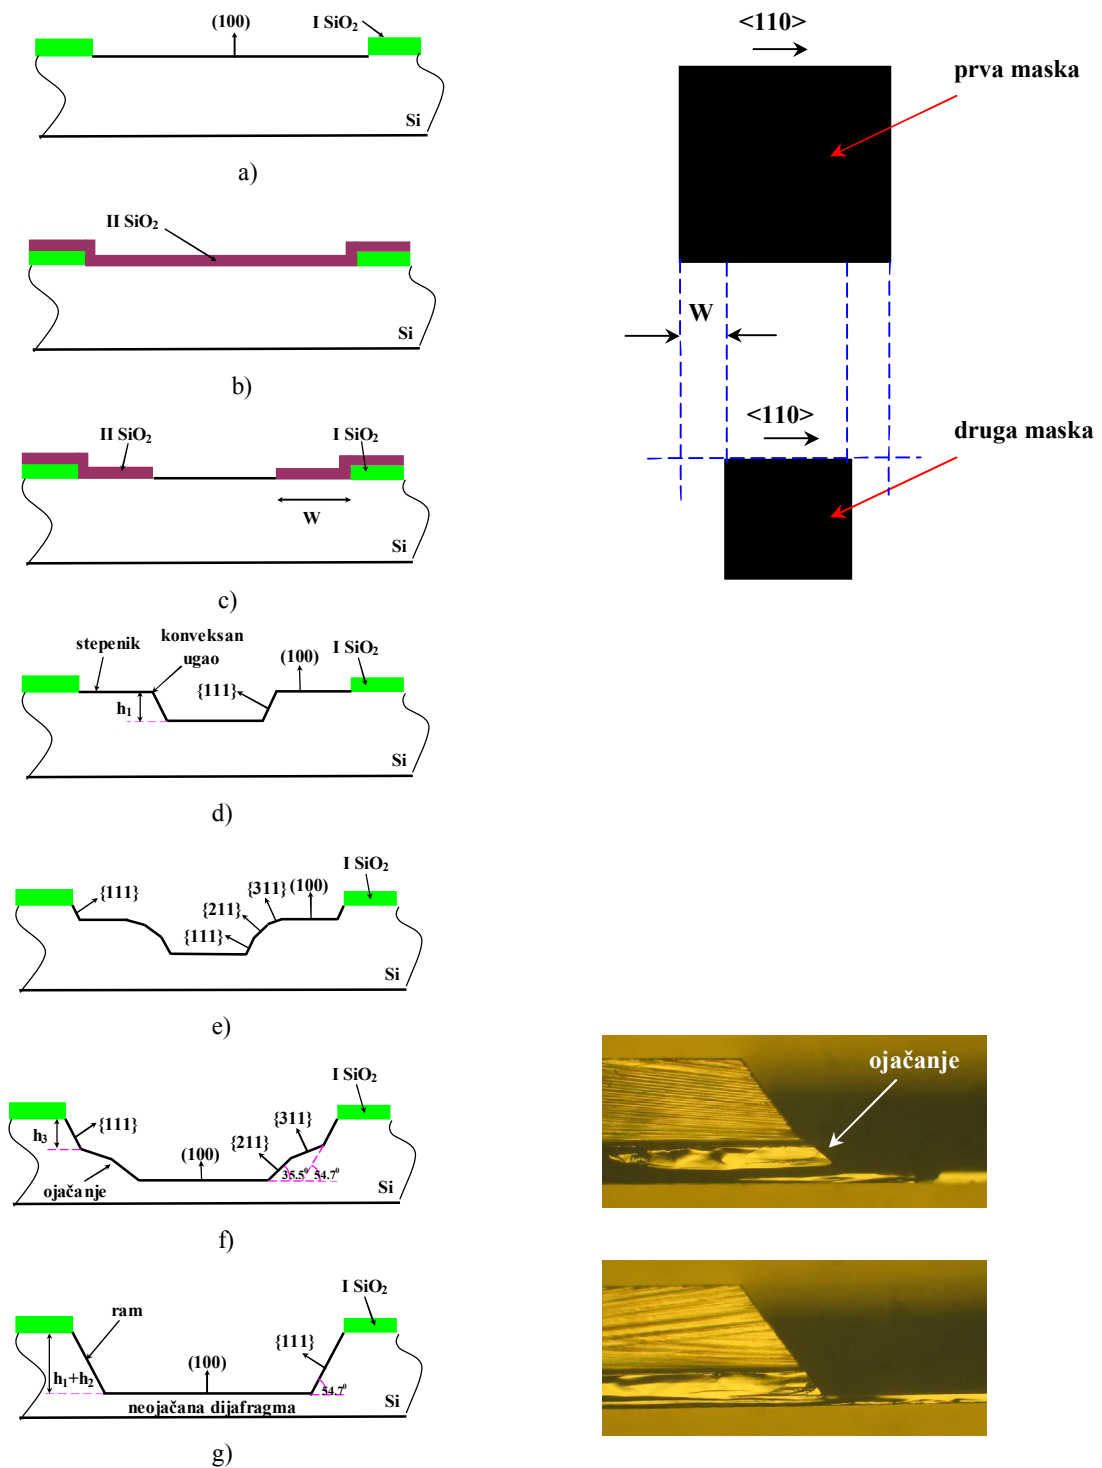 (100)
I SiO₂
Si
a)
II SiO₂
Si
b)
II SiO₂
I SiO₂
W
Si
c)
stepenik
konveksan
ugao
(100)
I SiO₂
{111}
h₁
Si
d)
I SiO₂
{111}
{311}
(100)
{211}
{111}
Si
e)
I SiO₂
h₃
{111}
{311}
(100)
{211}
35.5⁰
54.7⁰
ojačanje
Si
f)
I SiO₂
ram
{111}
(100)
h₁+h₂
54.7⁰
neojačana dijafragma
Si
g)
<110>
prva maska
W
<110>
druga maska
ojačanje